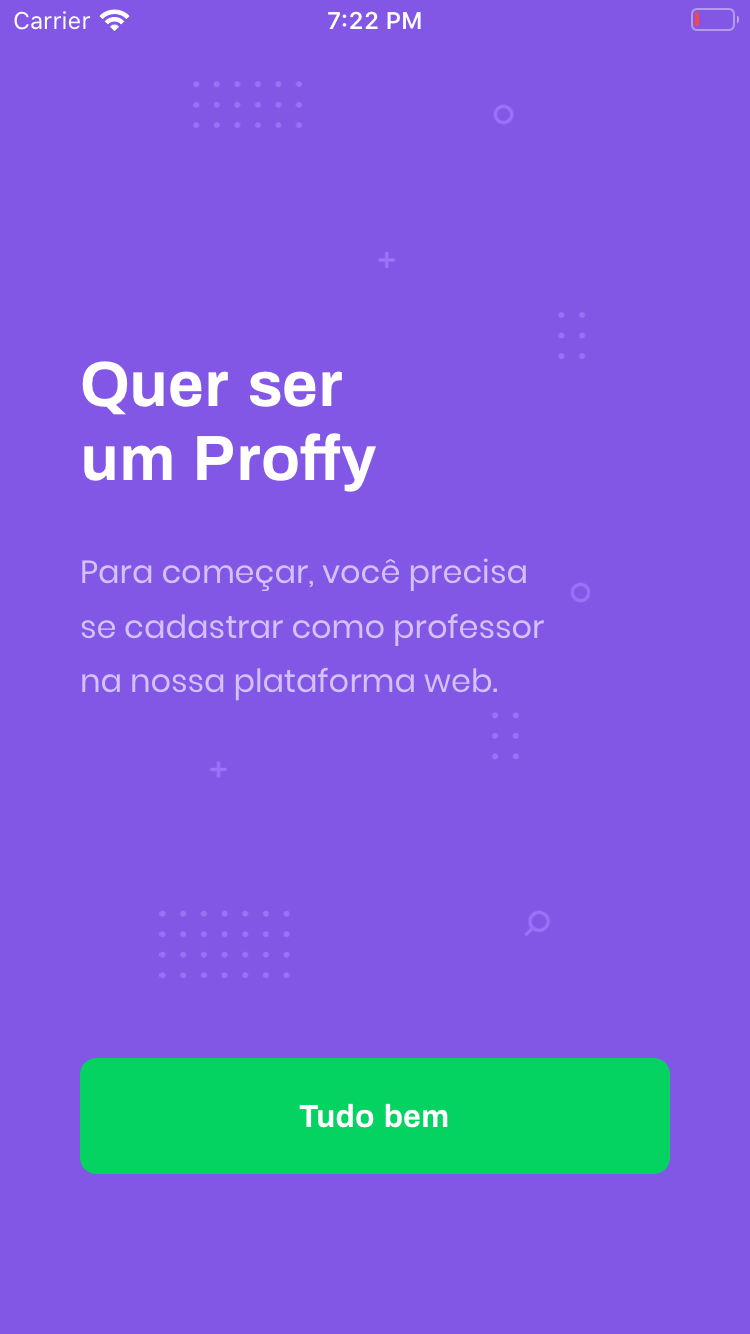 Carrier 7:22 PM
Quer ser
um Proffy
Para começar, você precisa
se cadastrar como professor
na nossa plataforma web.
Tudo bem